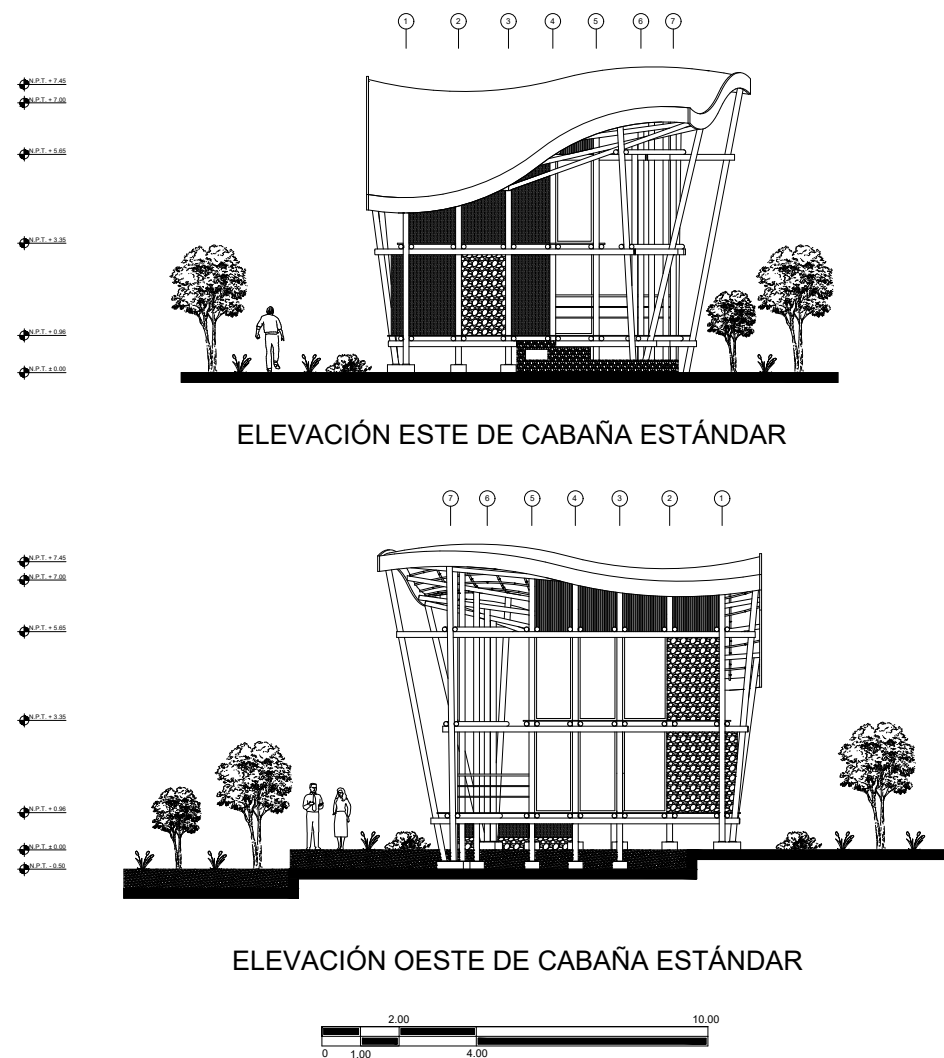 1 2 3 4 5 6 7
N.P.T. + 7.45
N.P.T. + 7.00
N.P.T. + 5.65
N.P.T. + 3.35
N.P.T. + 0.96
N.P.T. ± 0.00
ELEVACIÓN ESTE DE CABAÑA ESTÁNDAR
7 6 5 4 3 2 1
N.P.T. + 7.45
N.P.T. + 7.00
N.P.T. + 5.65
N.P.T. + 3.35
N.P.T. + 0.96
N.P.T. ± 0.00
N.P.T. - 0.50
ELEVACIÓN OESTE DE CABAÑA ESTÁNDAR
2.00 10.00
0 1.00 4.00